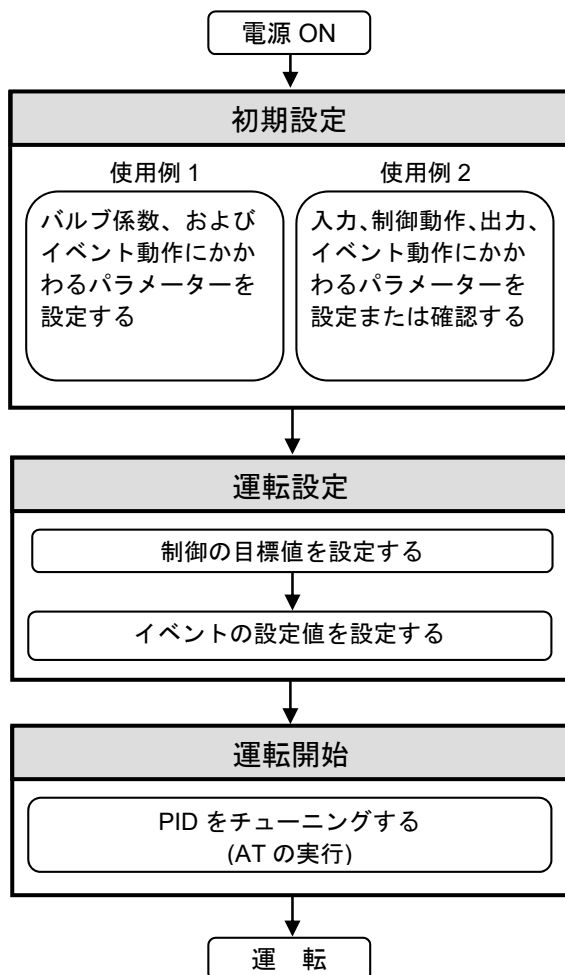 電源 ON
初期設定
使用例 1
バルブ係数、および
イベント動作にかか
わるパラメーターを
設定する
使用例 2
入力、制御動作、出力、
イベント動作にかか
わるパラメーターを
設定または確認する
運転設定
制御の目標値を設定する
イベントの設定値を設定する
運転開始
PID をチューニングする
(AT の実行)
運　転